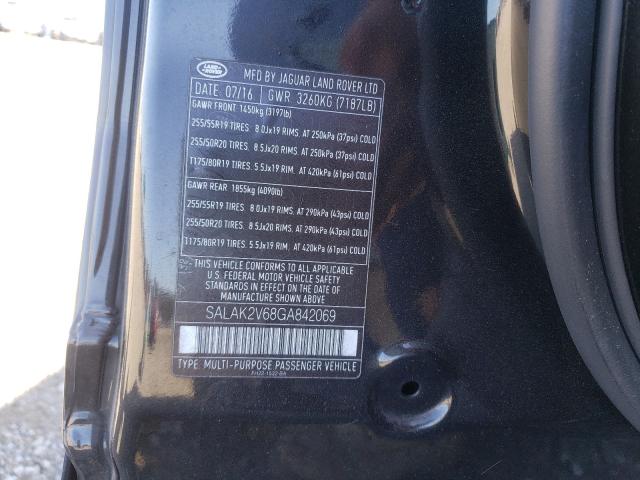 LAND ROVER
MFD BY JAGUAR LAND ROVER LTD
DATE: 07/16 GWR 3260KG (7187LB)
GAWR FRONT 1450kg (3197lb)
255/55R19 TIRES 8.0Jx19 RIMS. AT 250kPa (37psi) COLD
255/50R20 TIRES 8.5Jx20 RIMS. AT 250kPa (37psi) COLD
T175/80R19 TIRES. 5.5Jx19 RIM. AT 420kPa (61psi) COLD
GAWR REAR 1855kg (4090lb)
255/55R19 TIRES 8.0Jx19 RIMS. AT 290kPa (43psi) COLD
255/50R20 TIRES 8.5Jx20 RIMS. AT 290kPa (43psi) COLD
T175/80R19 TIRES 5.5Jx19 RIM. AT 420kPa (61psi) COLD
THIS VEHICLE CONFORMS TO ALL APPLICABLE
U.S. FEDERAL MOTOR VEHICLE SAFETY
STANDARDS IN EFFECT ON THE DATE OF
MANUFACTURE SHOWN ABOVE.
SALAK2V68GA842069
TYPE: MULTI-PURPOSE PASSENGER VEHICLE